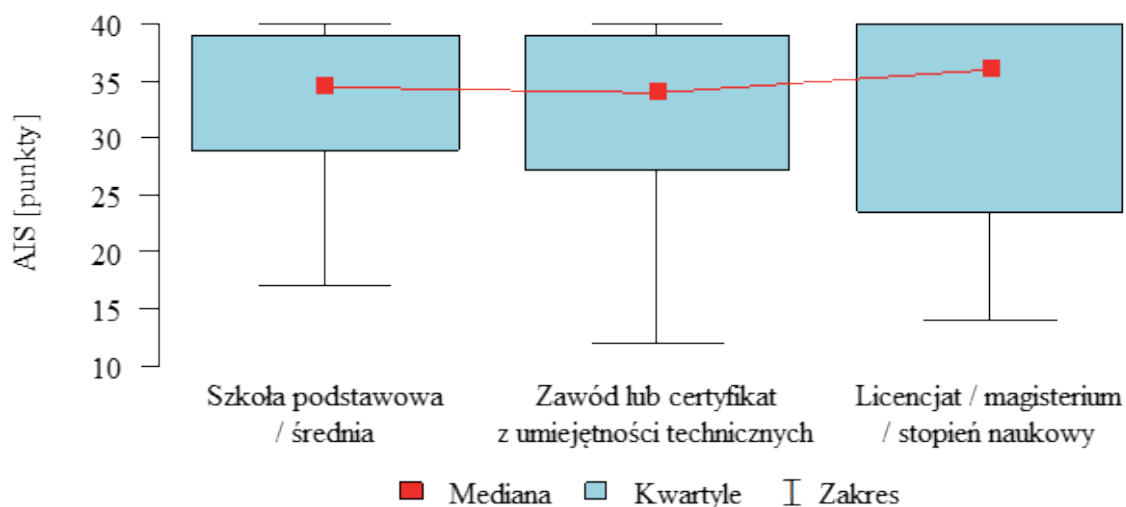 AIS [punkty]
40
35
30
25
20
15
10
Szkoła podstawowa
/ średnia
Zawód lub certyfikat
z umiejętności technicznych
Licencjat / magisterium
/ stopień naukowy
Mediana
Kwartyle
Zakres